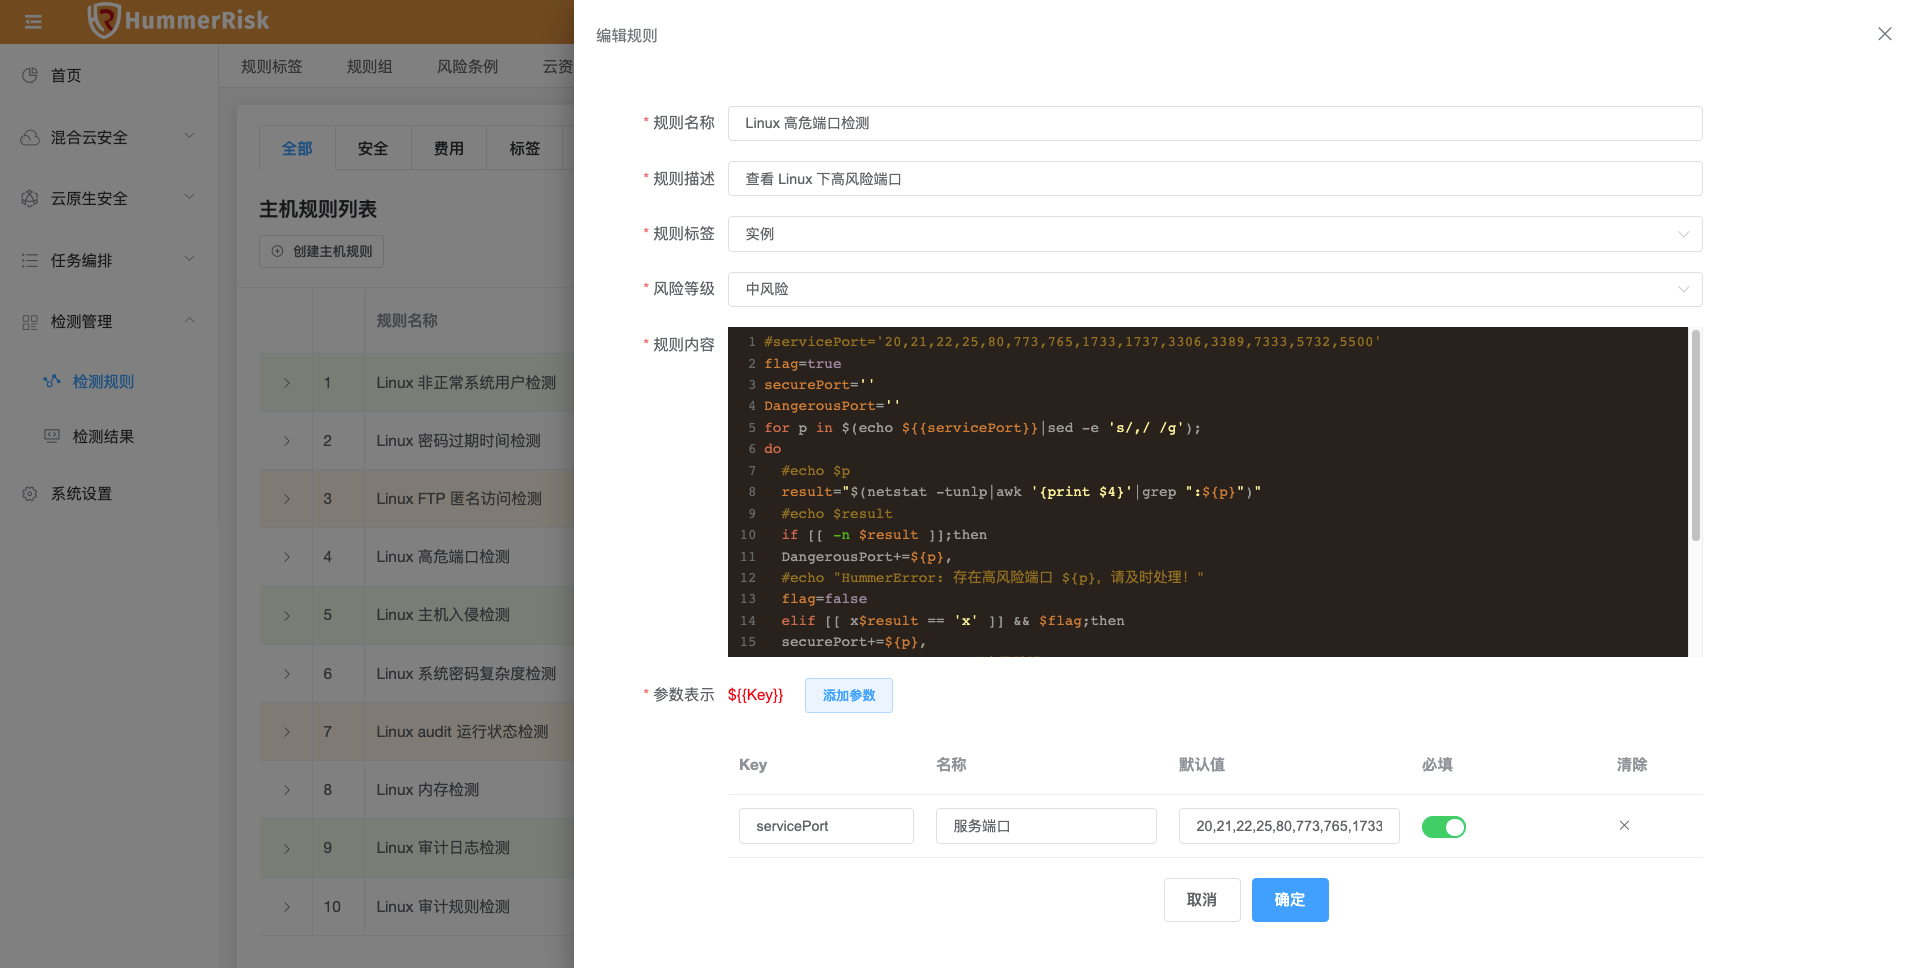 HummerRisk
首页
混合云安全
云原生安全
任务编排
检测管理
检测规则
检测结果
系统设置
规则标签 规则组 风险条例 云资
全部 安全 费用 标签
主机规则列表
创建主机规则
规则名称
1 Linux 非正常系统用户检测
2 Linux 密码过期时间检测
3 Linux FTP 匿名访问检测
4 Linux 高危端口检测
5 Linux 主机入侵检测
6 Linux 系统密码复杂度检测
7 Linux audit 运行状态检测
8 Linux 内存检测
9 Linux 审计日志检测
10 Linux 审计规则检测
编辑规则
* 规则名称 Linux 高危端口检测
* 规则描述 查看 Linux 下高风险端口
* 规则标签 实例
* 风险等级 中风险
* 规则内容
1 #servicePort='20,21,22,25,80,773,765,1733,1737,3306,3389,7333,5732,5500'
2 flag=true
3 securePort=''
4 DangerousPort=''
5 for p in $(echo ${{servicePort}}|sed -e 's/,/ /g');
6 do
7 #echo $p
8 result="$(netstat -tunlp|awk '{print $4}'|grep ":${p}")"
9 #echo $result
10 if [[ -n $result ]];then
11 DangerousPort+=${p},
12 #echo "HummerError: 存在高风险端口 ${p}，请及时处理！"
13 flag=false
14 elif [[ x$result == 'x' ]] && $flag;then
15 securePort+=${p},
* 参数表示 ${{Key}} 添加参数
Key 名称 默认值 必填 清除
servicePort 服务端口 20,21,22,25,80,773,765,1733
取消 确定